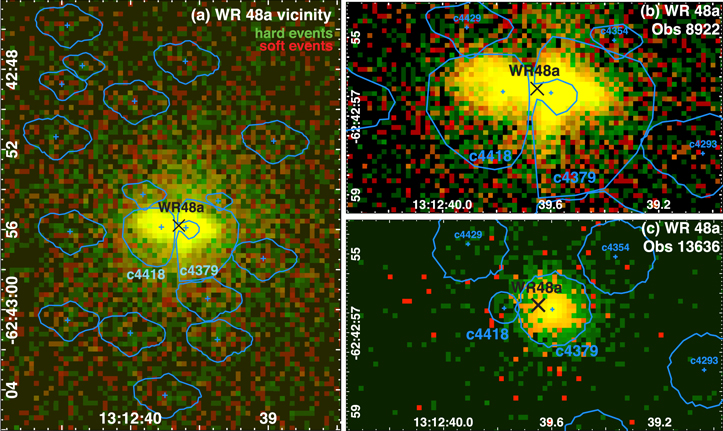 (a) WR 48a vicinity
hard events
soft events
42:48
52
56
-62:43:00
04
WR48a
c4418
c4379
13:12:40
39
(b) WR 48a
Obs 8922
c4429
c4354
WR48a
c4418
c4379
c4293
55
-62:42:57
59
13:12:40.0
39.6
39.2
(c) WR 48a
Obs 13636
c4429
c4354
WR48a
c4418
c4379
c4293
55
-62:42:57
59
13:12:40.0
39.6
39.2